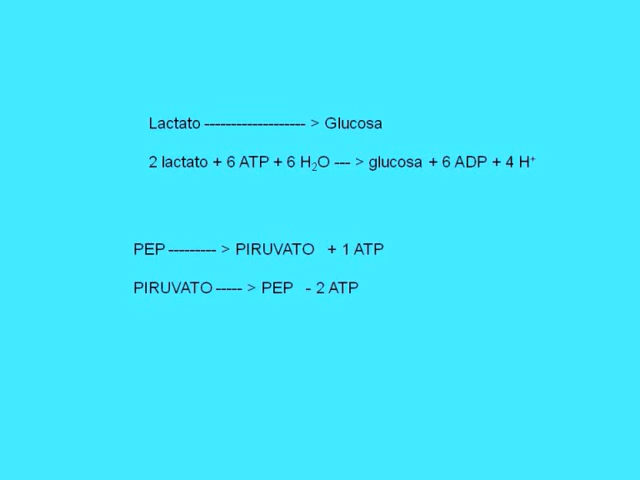 Lactato ------------------- > Glucosa
2 lactato + 6 ATP + 6 H₂O --- > glucosa + 6 ADP + 4 H⁺
PEP --------- > PIRUVATO + 1 ATP
PIRUVATO ----- > PEP - 2 ATP